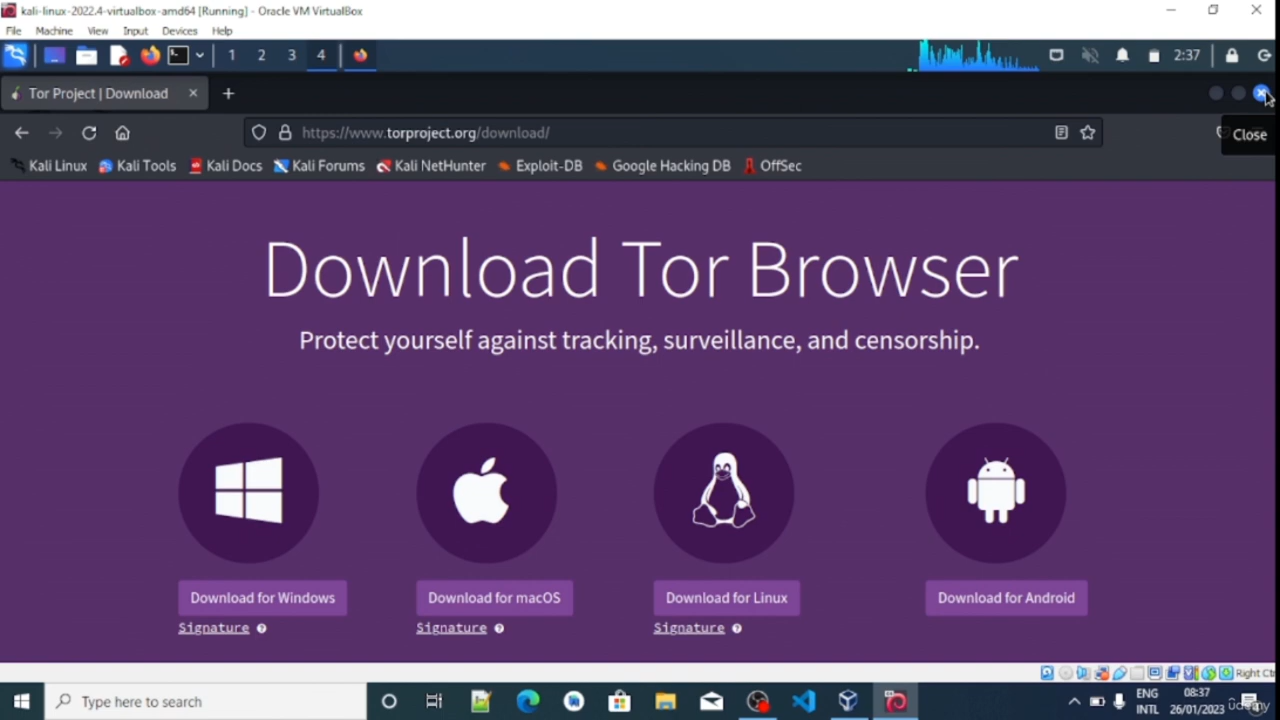 kali-linux-2022.4-virtualbox-amd64 [Running] - Oracle VM VirtualBox
File Machine View Input Devices Help
1 2 3 4 2:37
Tor Project | Download
https://www.torproject.org/download/
Close
Kali Linux Kali Tools Kali Docs Kali Forums Kali NetHunter Exploit-DB Google Hacking DB OffSec
Download Tor Browser
Protect yourself against tracking, surveillance, and censorship.
Download for Windows Download for macOS Download for Linux Download for Android
Signature Signature Signature
Right Ct
Type here to search
ENG 08:37
INTL 26/01/2023
udemy